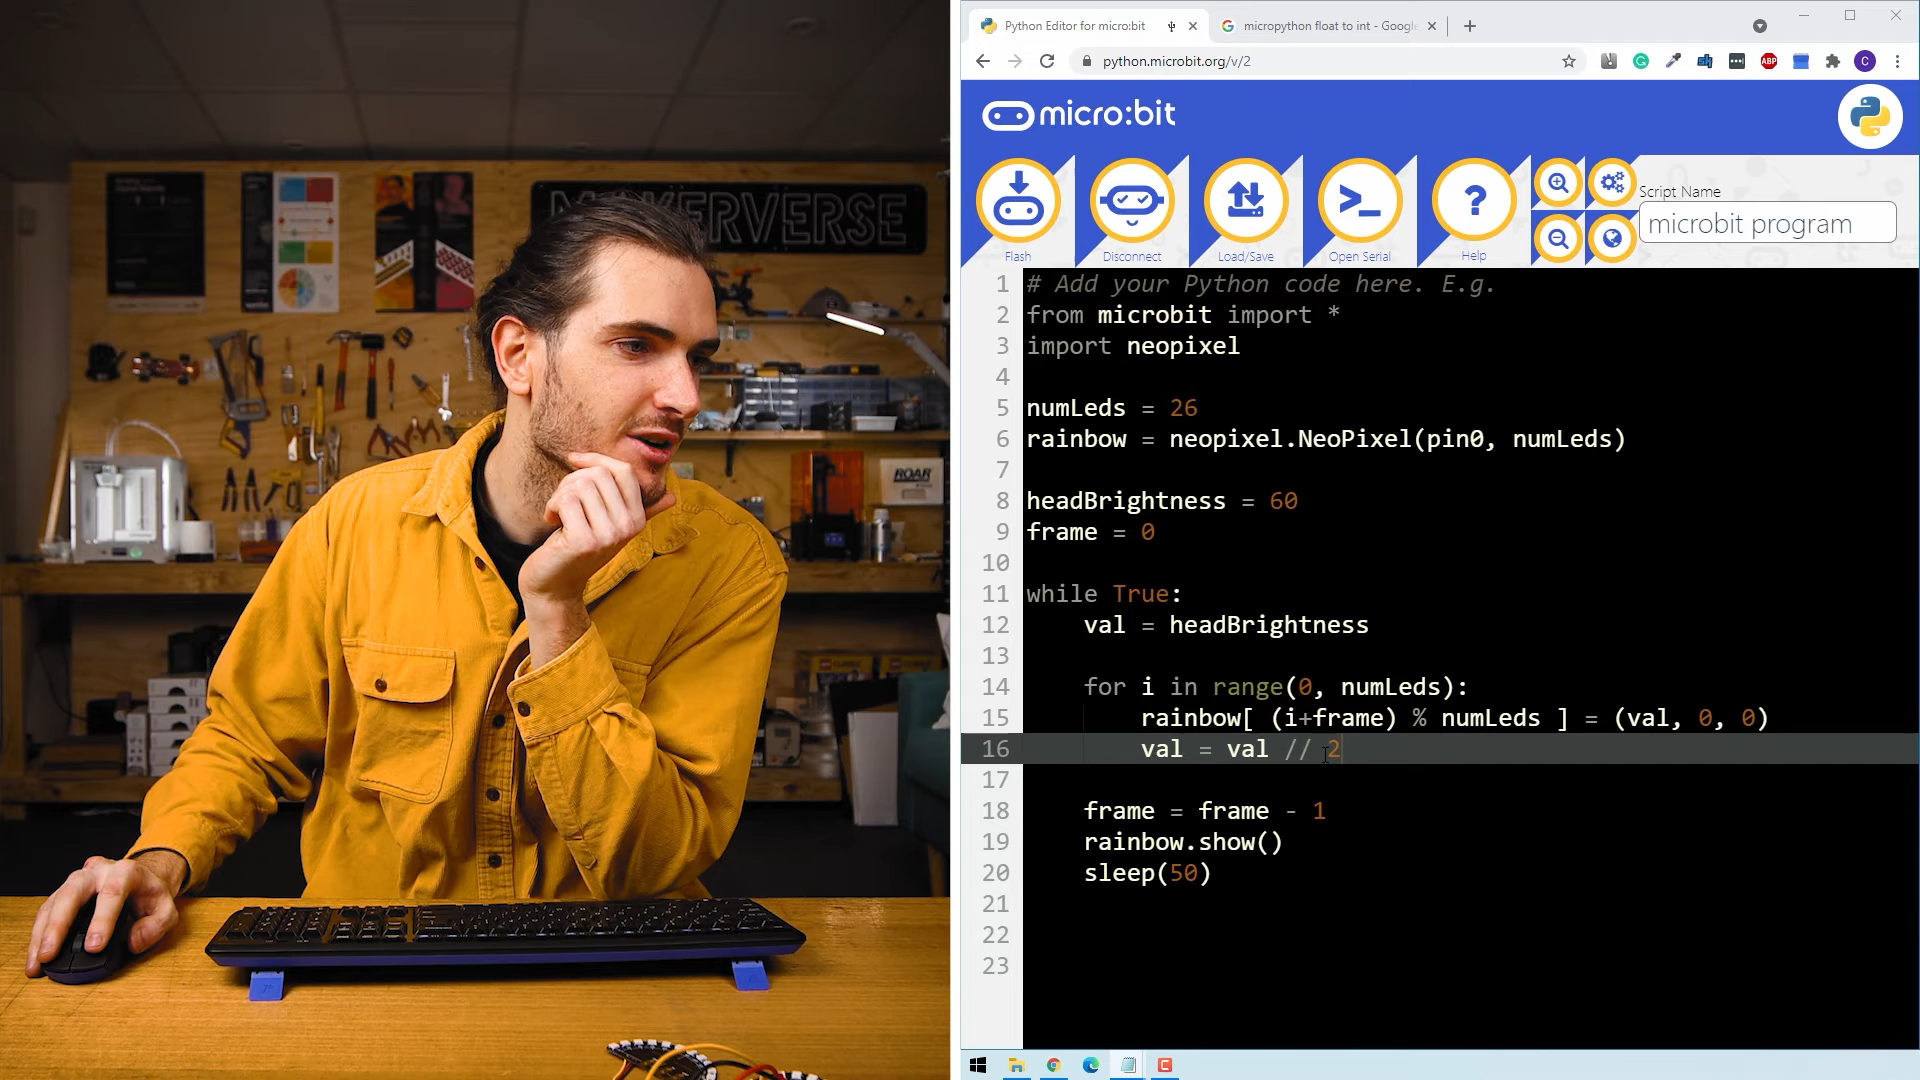 MAKERVERSE
ROAR
Python Editor for micro:bit
micropython float to int - Google
python.microbit.org/v/2
ABP
C
micro:bit
Flash
Disconnect
Load/Save
Open Serial
Help
Script Name
microbit program
1 # Add your Python code here. E.g.
2 from microbit import *
3 import neopixel
4
5 numLeds = 26
6 rainbow = neopixel.NeoPixel(pin0, numLeds)
7
8 headBrightness = 60
9 frame = 0
10
11 while True:
12 val = headBrightness
13
14 for i in range(0, numLeds):
15 rainbow[ (i+frame) % numLeds ] = (val, 0, 0)
16 val = val // 2
17
18 frame = frame - 1
19 rainbow.show()
20 sleep(50)
21
22
23